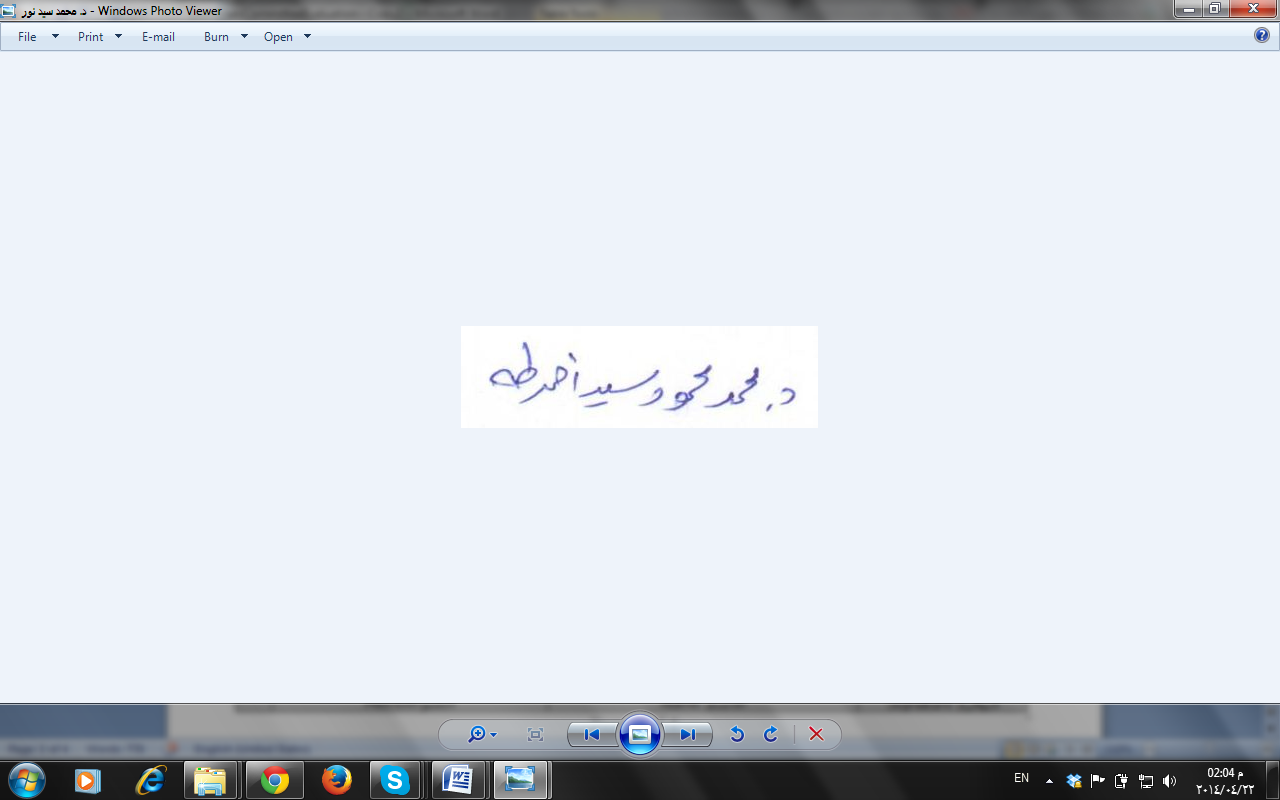 د. محمد سيد نور - Windows Photo Viewer
File Print E-mail Burn Open
د. محمد محمود سيد أحمد طه
EN
02:04 م
٢٠١٤/٠٤/٢٢